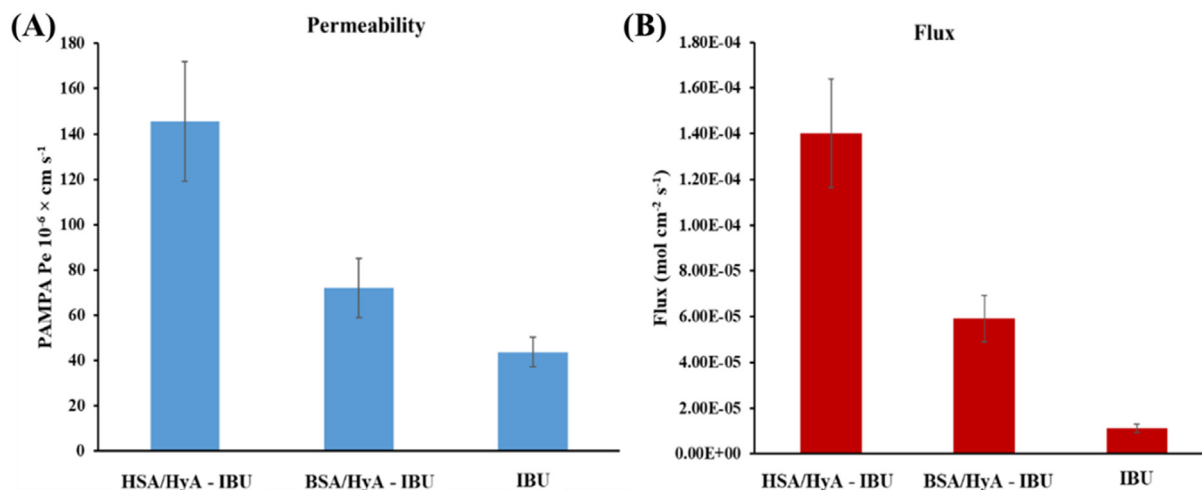 (A)
Permeability
PAMPA Pe 10⁻⁶ × cm s⁻¹
180
160
140
120
100
80
60
40
20
0
HSA/HyA - IBU
BSA/HyA - IBU
IBU
(B)
Flux
Flux (mol cm⁻² s⁻¹)
1.80E-04
1.60E-04
1.40E-04
1.20E-04
1.00E-04
8.00E-05
6.00E-05
4.00E-05
2.00E-05
0.00E+00
HSA/HyA - IBU
BSA/HyA - IBU
IBU